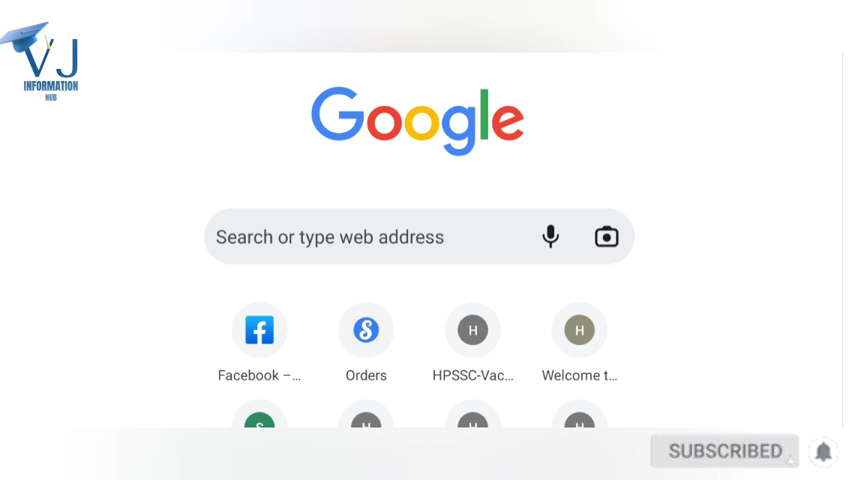 VJ
INFORMATION
HUB
Google
Search or type web address
Facebook –...
Orders
HPSSC-Vac...
Welcome t...
H
H
S
H
H
H
SUBSCRIBED